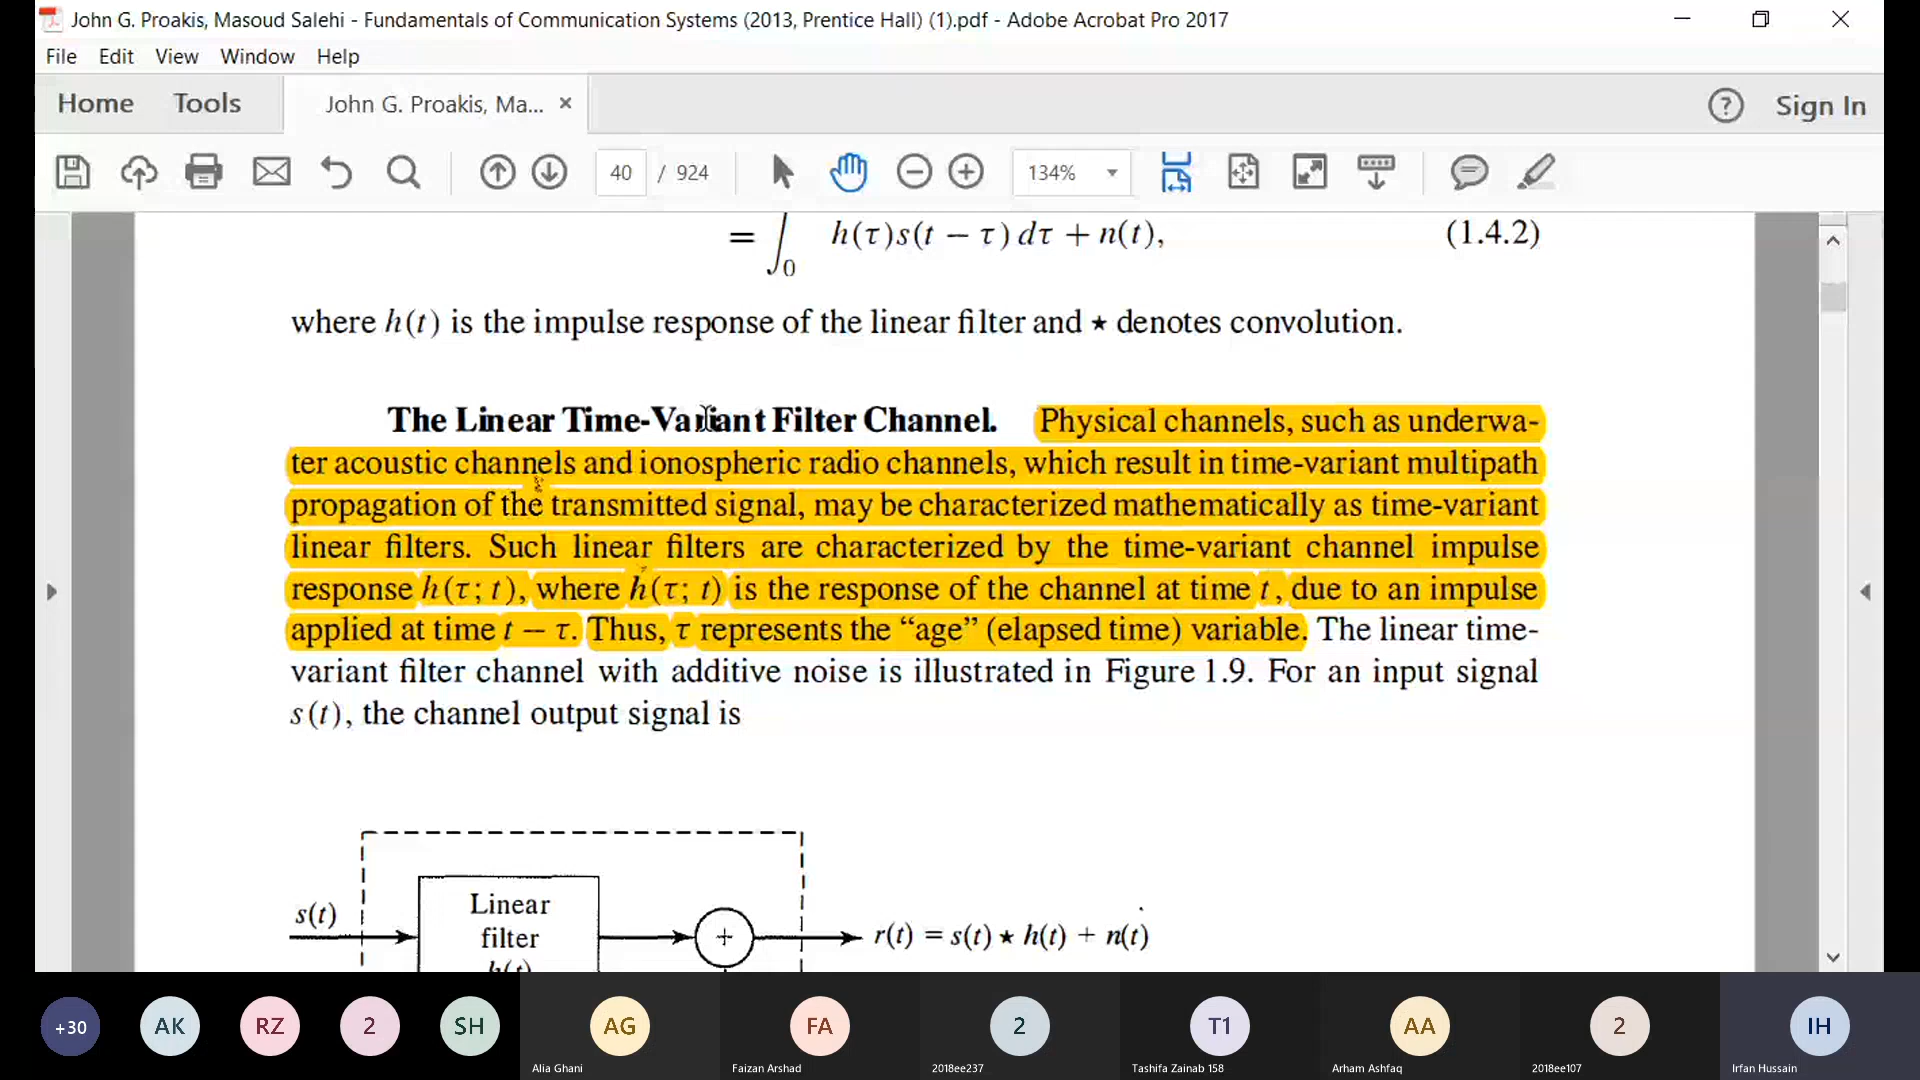 John G. Proakis, Masoud Salehi - Fundamentals of Communication Systems (2013, Prentice Hall) (1).pdf - Adobe Acrobat Pro 2017
File Edit View Window Help
Home Tools John G. Proakis, Ma... × ? Sign In
40 / 924 134%
= ∫₀ h(τ)s(t − τ) dτ + n(t), (1.4.2)
where h(t) is the impulse response of the linear filter and ⋆ denotes convolution.
The Linear Time-Variant Filter Channel. Physical channels, such as underwa-
ter acoustic channels and ionospheric radio channels, which result in time-variant multipath
propagation of the transmitted signal, may be characterized mathematically as time-variant
linear filters. Such linear filters are characterized by the time-variant channel impulse
response h(τ; t), where h(τ; t) is the response of the channel at time t, due to an impulse
applied at time t − τ. Thus, τ represents the “age” (elapsed time) variable. The linear time-
variant filter channel with additive noise is illustrated in Figure 1.9. For an input signal
s(t), the channel output signal is
s(t)
Linear
filter
h(t)
+
r(t) = s(t) ⋆ h(t) + n(t)
+30 AK RZ 2 SH AG FA 2 T1 AA 2 IH
Alia Ghani Faizan Arshad 2018ee237 Tashifa Zainab 158 Arham Ashfaq 2018ee107 Irfan Hussain